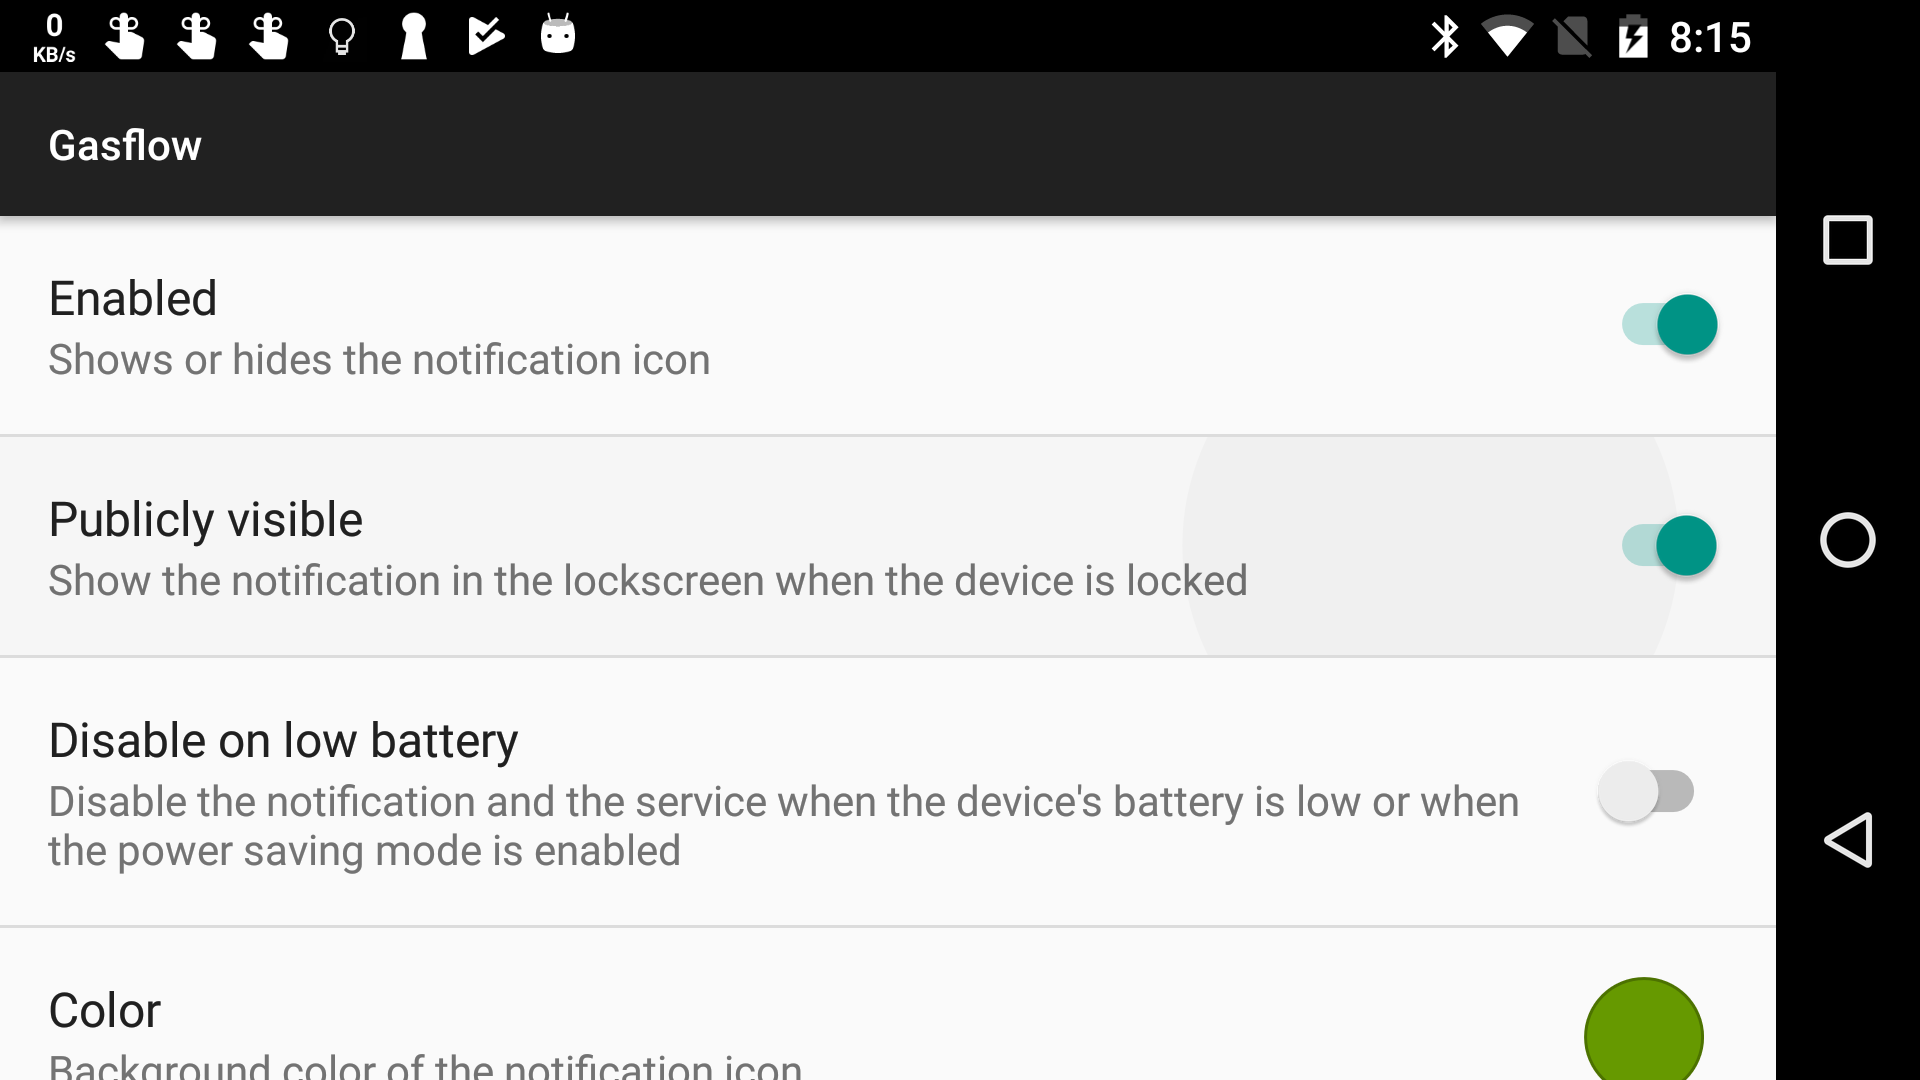 0
KB/s
8:15
Gasflow
Enabled
Shows or hides the notification icon
Publicly visible
Show the notification in the lockscreen when the device is locked
Disable on low battery
Disable the notification and the service when the device's battery is low or when
the power saving mode is enabled
Color
Background color of the notification icon